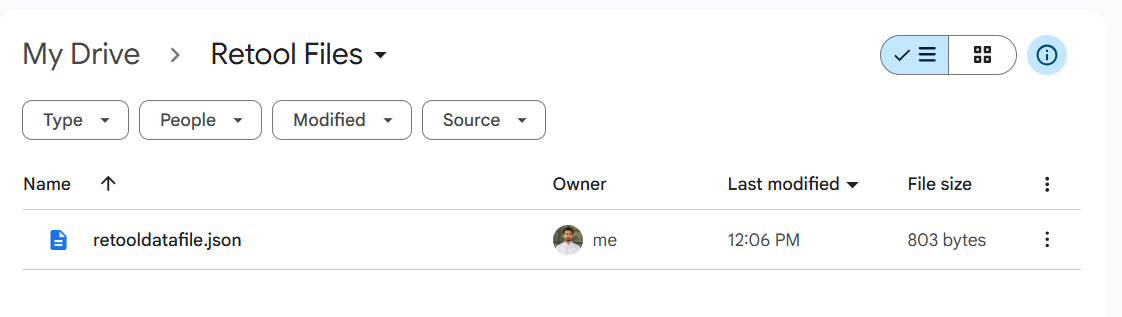 My Drive > Retool Files
Type People Modified Source
Name Owner Last modified File size
retooldatafile.json me 12:06 PM 803 bytes